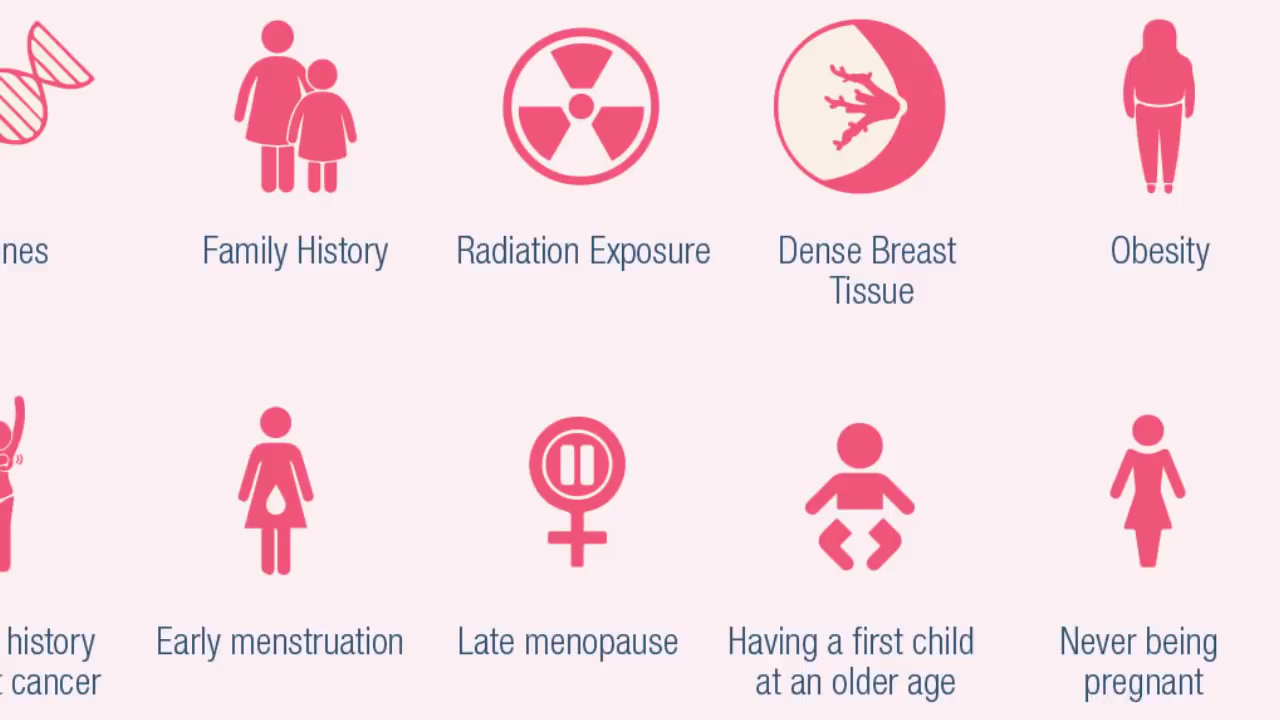 nes Family History Radiation Exposure Dense Breast Obesity
Tissue
history Early menstruation Late menopause Having a first child Never being
cancer at an older age pregnant